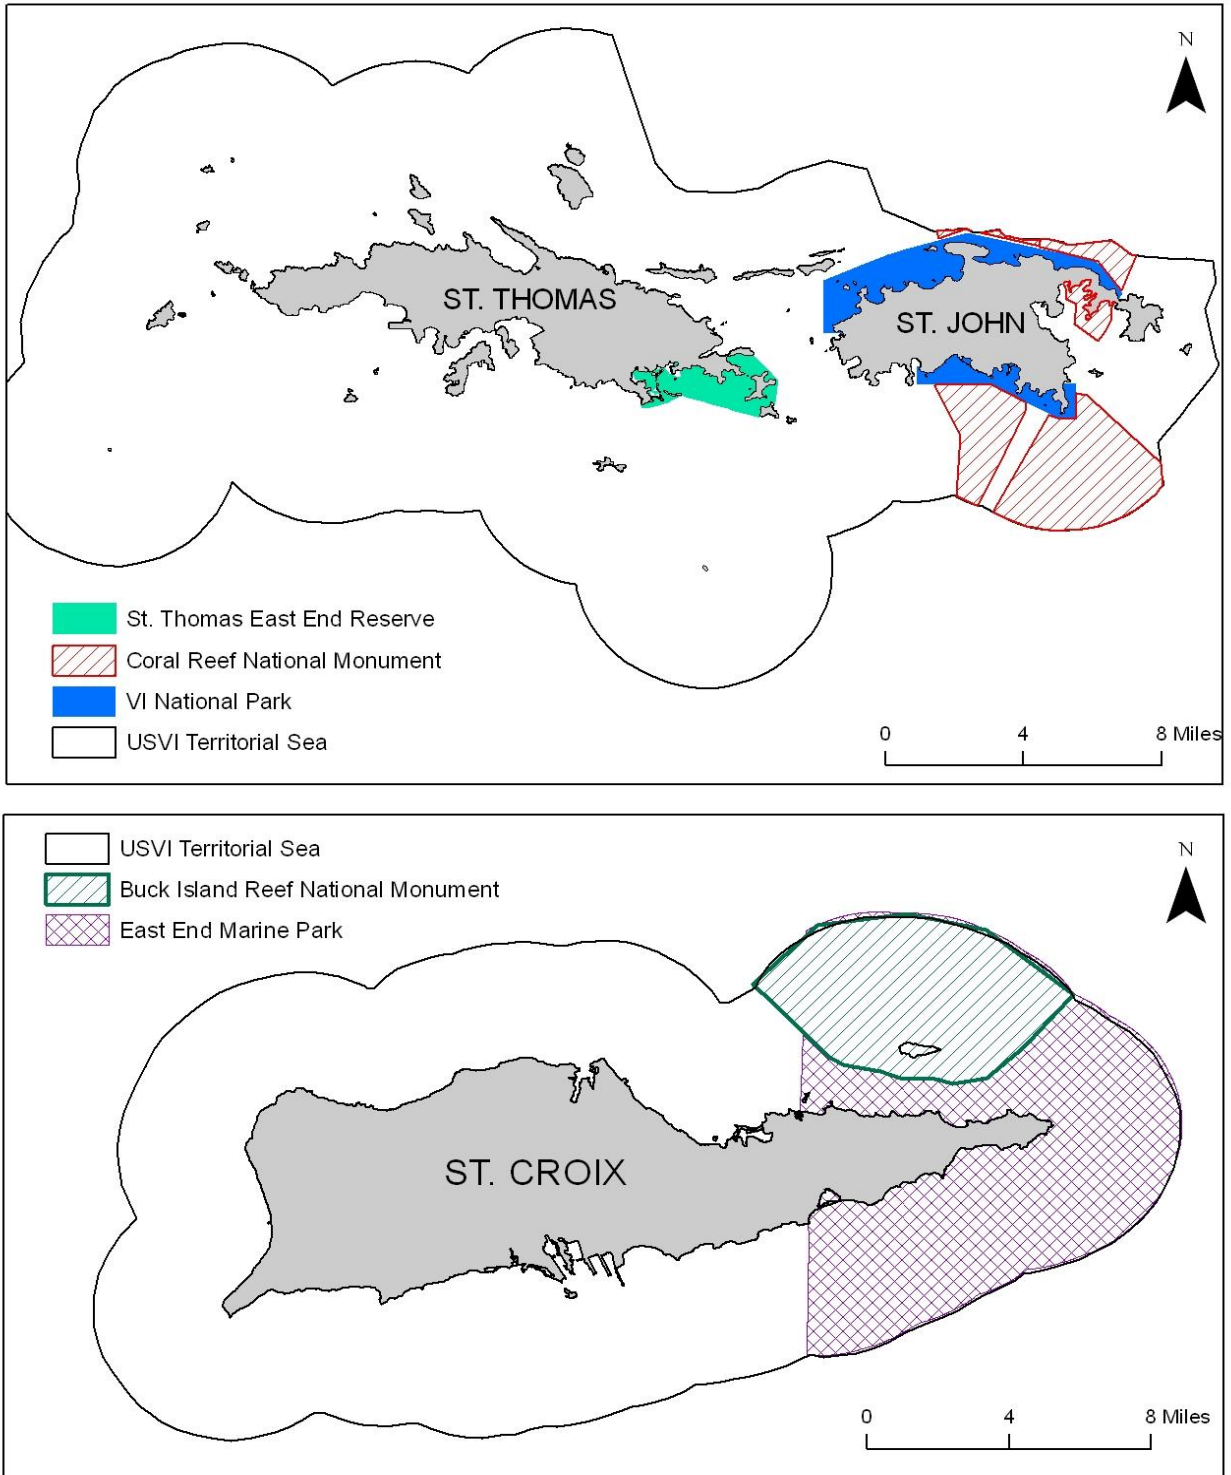 N
ST. THOMAS
ST. JOHN
St. Thomas East End Reserve
Coral Reef National Monument
VI National Park
USVI Territorial Sea
0 4 8 Miles
USVI Territorial Sea
Buck Island Reef National Monument
East End Marine Park
N
ST. CROIX
0 4 8 Miles